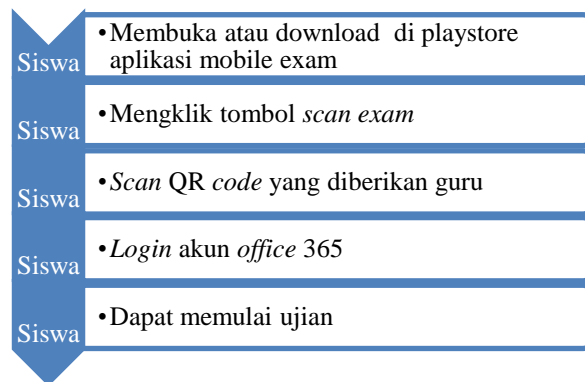 Siswa
•Membuka atau download di playstore
aplikasi mobile exam
Siswa
•Mengklik tombol scan exam
Siswa
•Scan QR code yang diberikan guru
Siswa
•Login akun office 365
Siswa
•Dapat memulai ujian